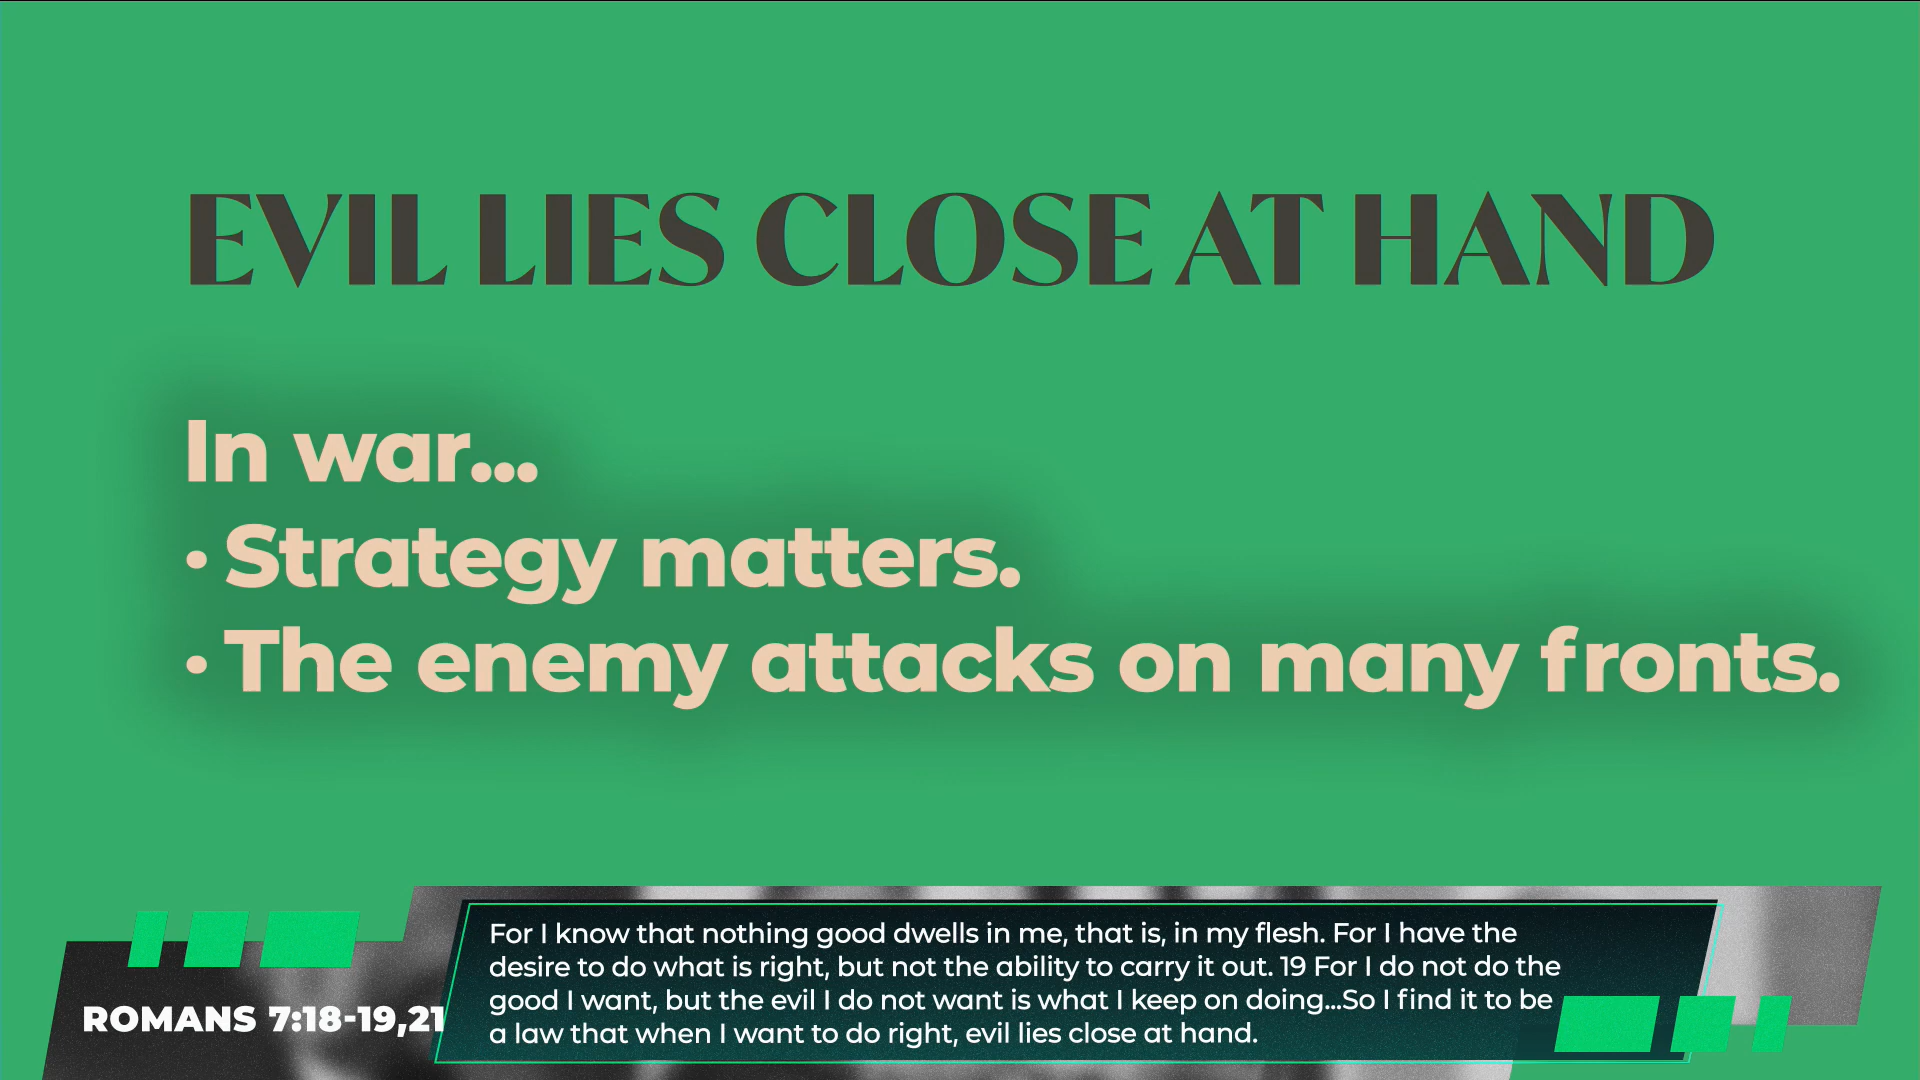 EVIL LIES CLOSE AT HAND
In war...
• Strategy matters.
• The enemy attacks on many fronts.
ROMANS 7:18-19,21
For I know that nothing good dwells in me, that is, in my flesh. For I have the
desire to do what is right, but not the ability to carry it out. 19 For I do not do the
good I want, but the evil I do not want is what I keep on doing...So I find it to be
a law that when I want to do right, evil lies close at hand.